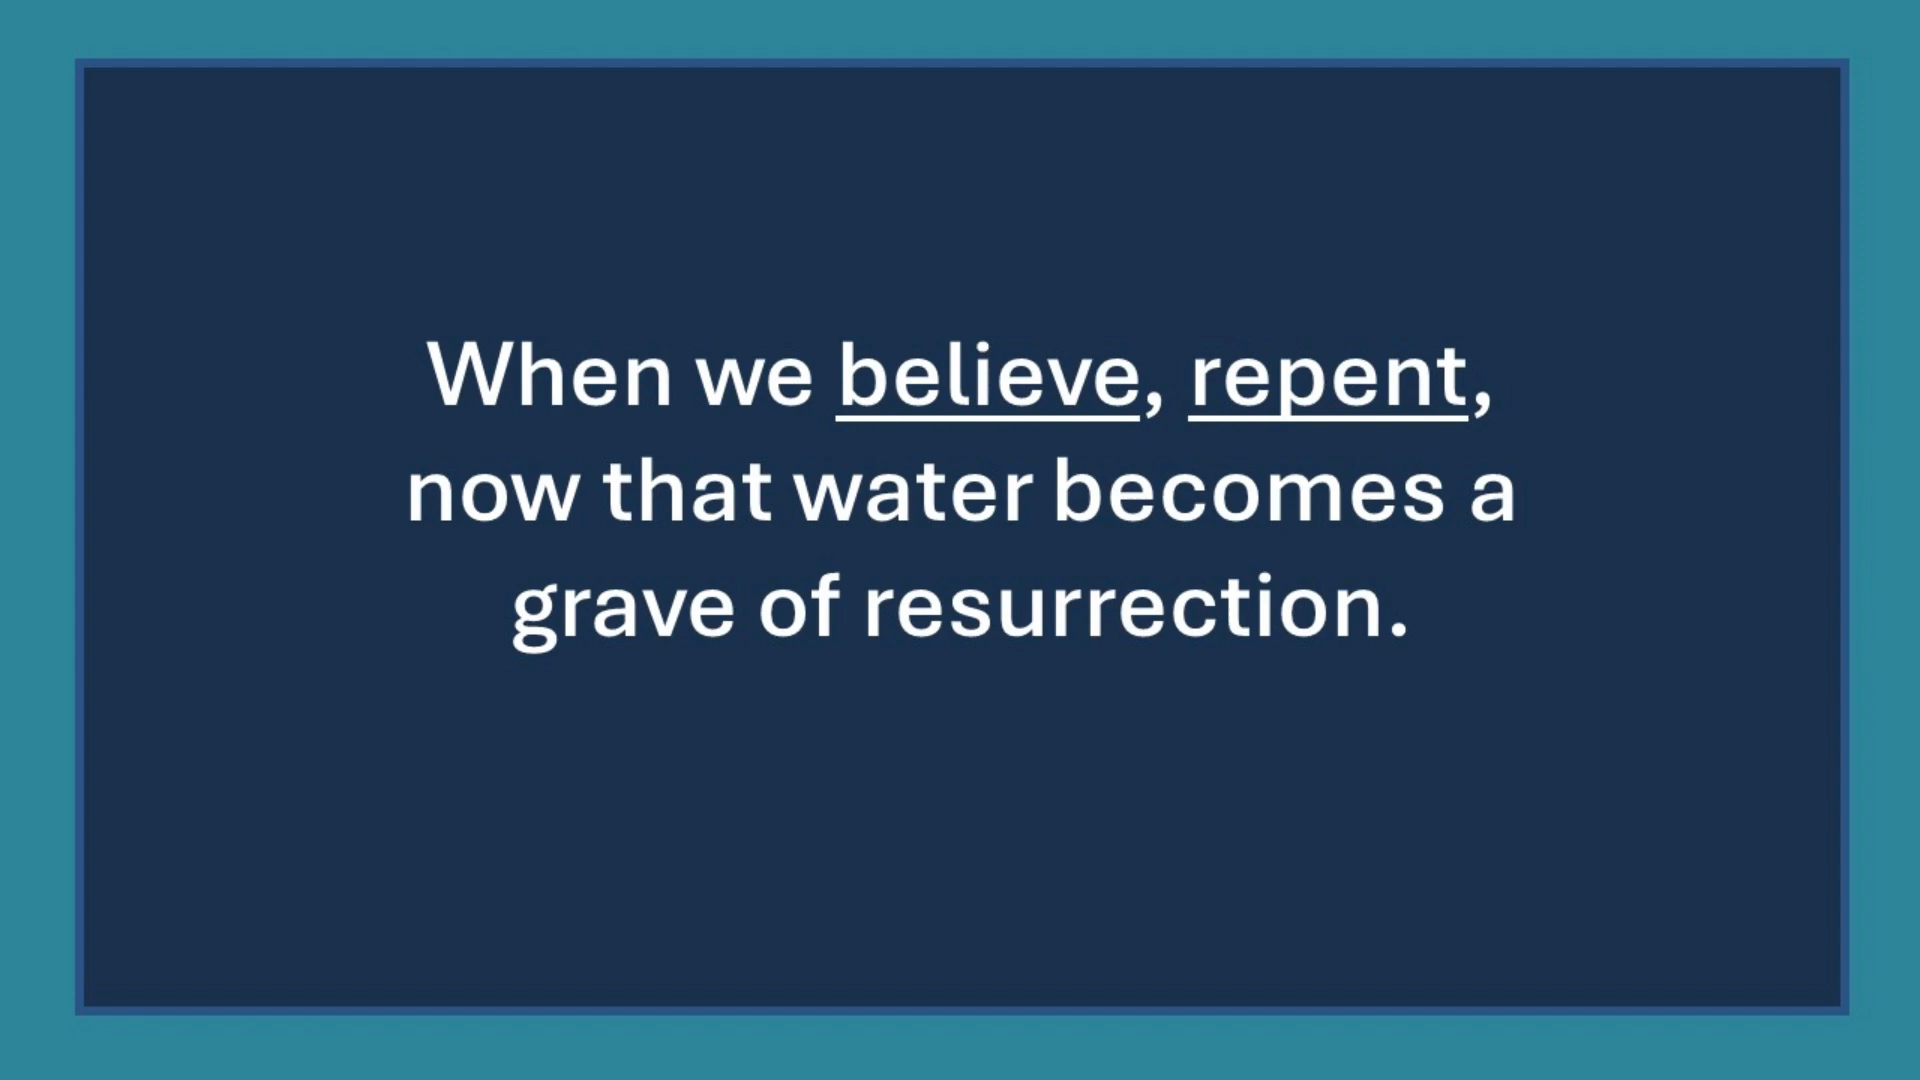 When we believe, repent,
now that water becomes a
grave of resurrection.